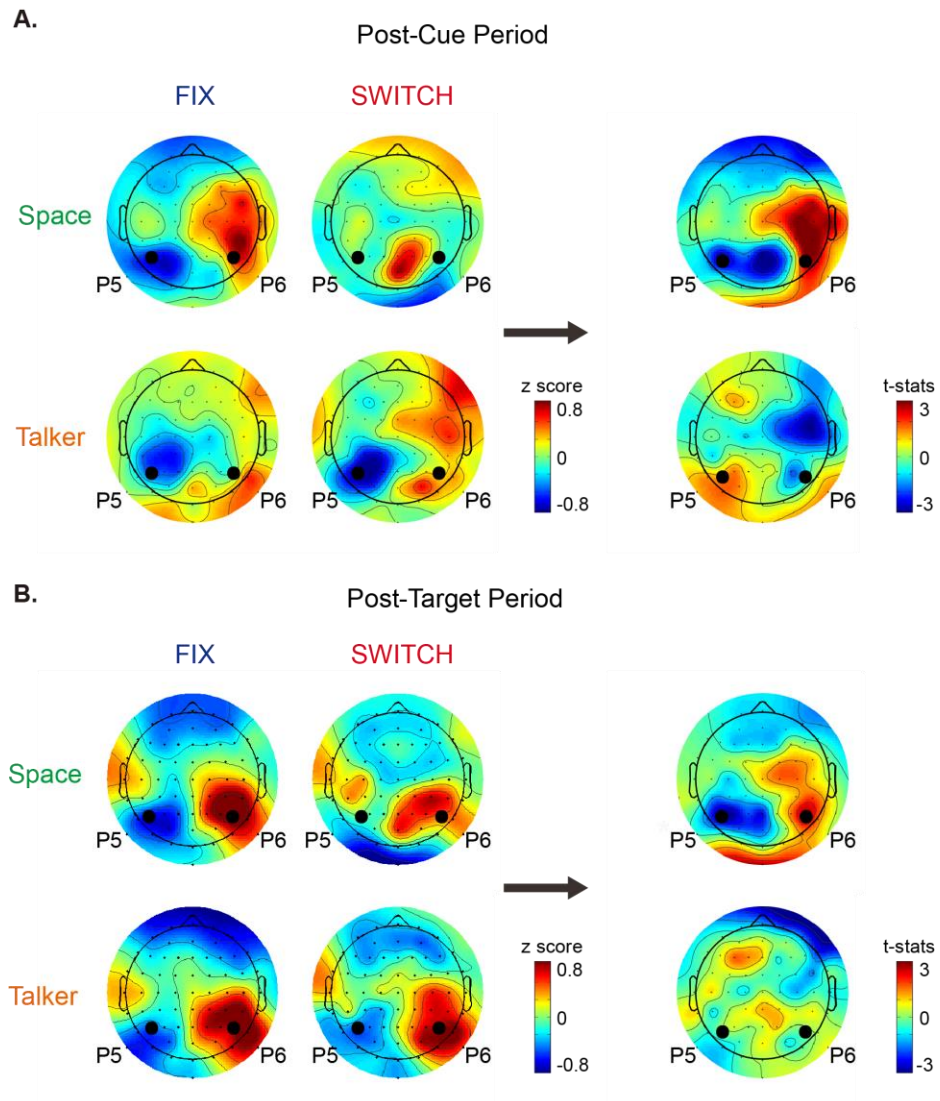 A.
Post-Cue Period
FIX SWITCH
Space
P5 P6 P5 P6 P5 P6
Talker
z score
0.8
0
-0.8
t-stats
3
0
-3
P5 P6 P5 P6 P5 P6
B.
Post-Target Period
FIX SWITCH
Space
P5 P6 P5 P6 P5 P6
Talker
z score
0.8
0
-0.8
t-stats
3
0
-3
P5 P6 P5 P6 P5 P6